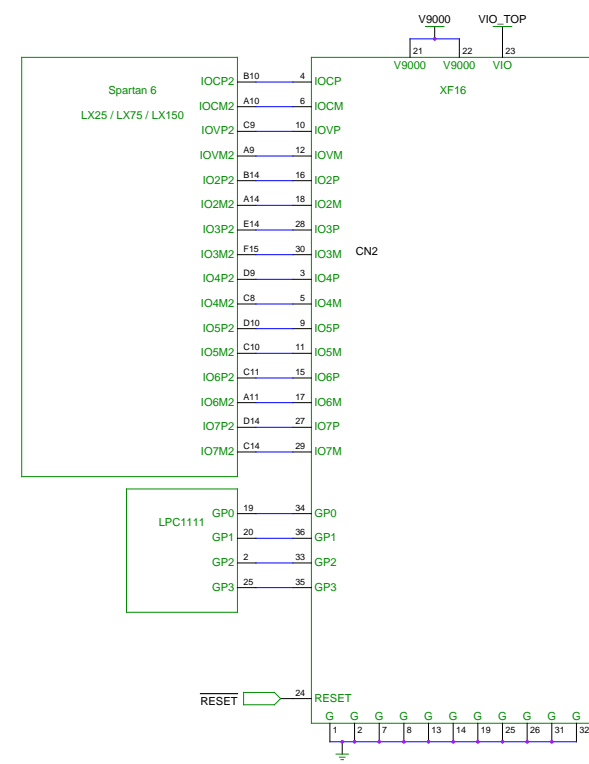 V9000 VIO_TOP
21 22 23
V9000 V9000 VIO
Spartan 6 XF16
LX25 / LX75 / LX150
IOCP2 B10 4 IOCP
IOCM2 A10 6 IOCM
IOVP2 C9 10 IOVP
IOVM2 A9 12 IOVM
IO2P2 B14 16 IO2P
IO2M2 A14 18 IO2M
IO3P2 E14 28 IO3P
IO3M2 F15 30 IO3M CN2
IO4P2 D9 3 IO4P
IO4M2 C8 5 IO4M
IO5P2 D10 9 IO5P
IO5M2 C10 11 IO5M
IO6P2 C11 15 IO6P
IO6M2 A11 17 IO6M
IO7P2 D14 27 IO7P
IO7M2 C14 29 IO7M
LPC1111
GP0 19 34 GP0
GP1 20 36 GP1
GP2 2 33 GP2
GP3 25 35 GP3
RESET 24 RESET
G G G G G G G G G G G
1 2 7 8 13 14 19 25 26 31 32